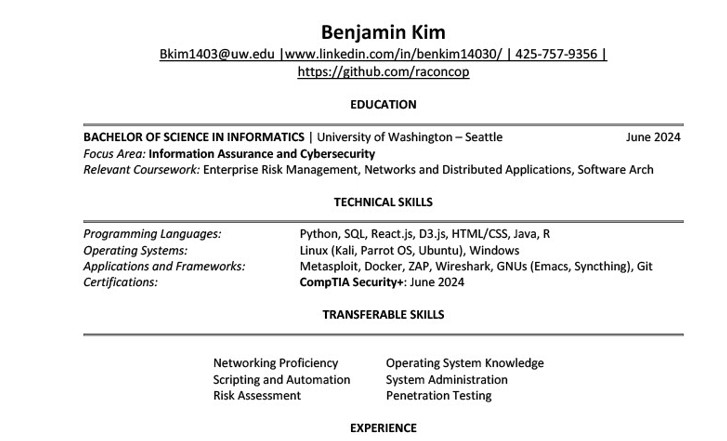 Benjamin Kim
Bkim1403@uw.edu |www.linkedin.com/in/benkim14030/ | 425-757-9356 |
https://github.com/raconcop
EDUCATION
BACHELOR OF SCIENCE IN INFORMATICS | University of Washington – Seattle June 2024
Focus Area: Information Assurance and Cybersecurity
Relevant Coursework: Enterprise Risk Management, Networks and Distributed Applications, Software Arch
TECHNICAL SKILLS
Programming Languages: Python, SQL, React.js, D3.js, HTML/CSS, Java, R
Operating Systems: Linux (Kali, Parrot OS, Ubuntu), Windows
Applications and Frameworks: Metasploit, Docker, ZAP, Wireshark, GNUs (Emacs, Syncthing), Git
Certifications: CompTIA Security+: June 2024
TRANSFERABLE SKILLS
Networking Proficiency Operating System Knowledge
Scripting and Automation System Administration
Risk Assessment Penetration Testing
EXPERIENCE